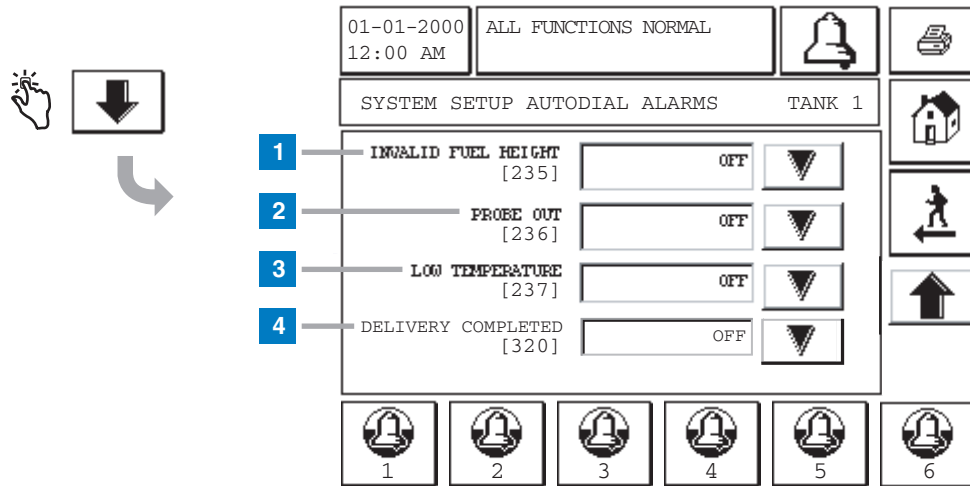 01-01-2000
12:00 AM
ALL FUNCTIONS NORMAL
SYSTEM SETUP AUTODIAL ALARMS TANK 1
1 INVALID FUEL HEIGHT OFF
[235]
2 PROBE OUT OFF
[236]
3 LOW TEMPERATURE OFF
[237]
4 DELIVERY COMPLETED OFF
[320]
1 2 3 4 5 6